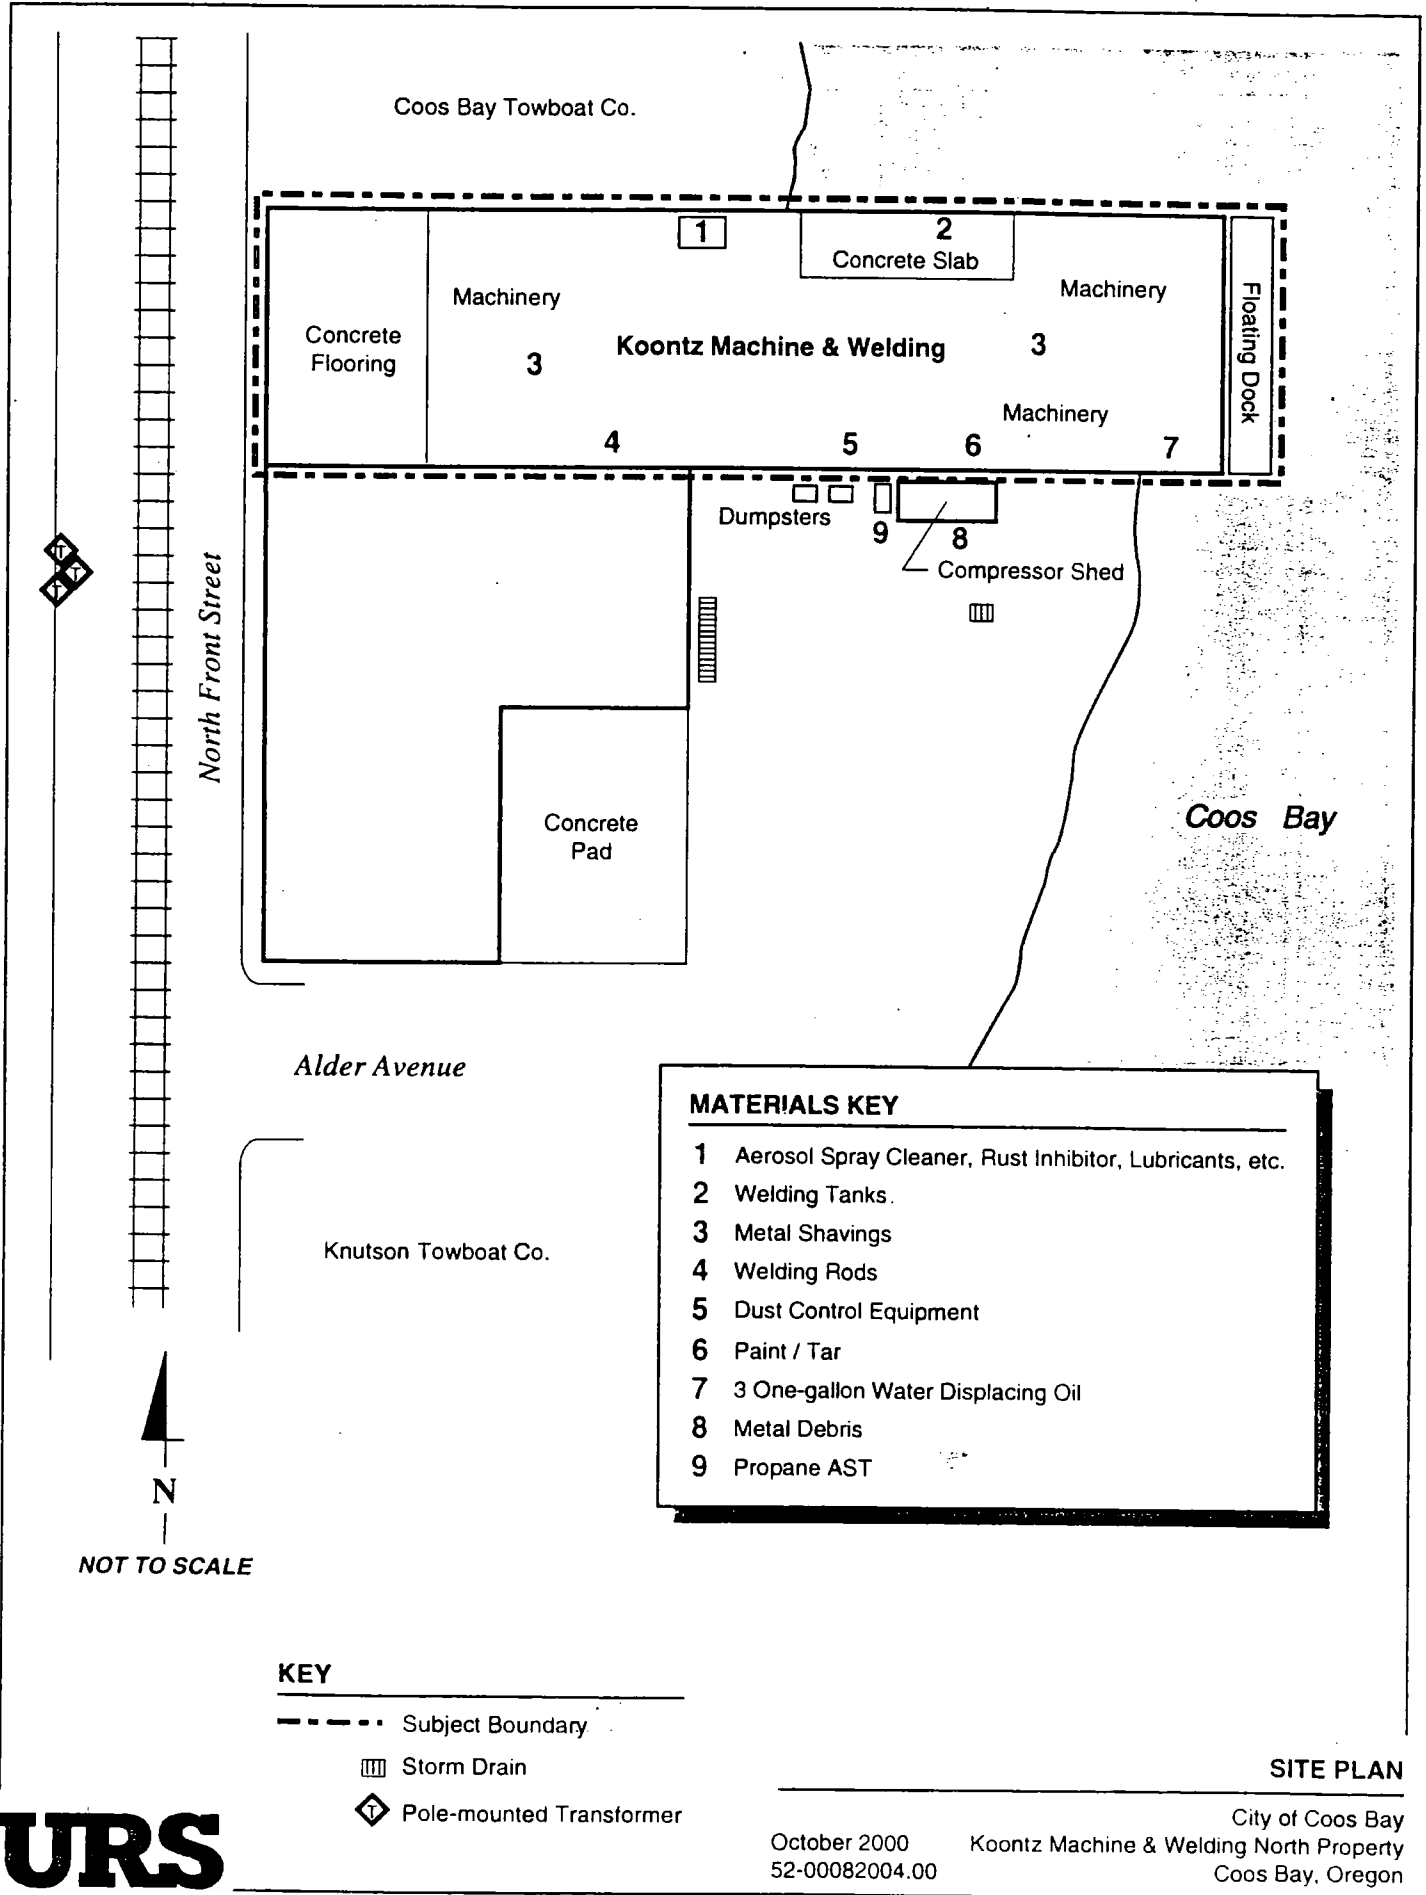 Coos Bay Towboat Co.
1
2
Concrete Slab
Machinery
Machinery
Concrete
Flooring
3
Koontz Machine & Welding
3
Floating Dock
Machinery
4
5
6
7
Dumpsters
9
8
Compressor Shed
T
T
T
North Front Street
Concrete
Pad
Coos Bay
Alder Avenue
Knutson Towboat Co.
MATERIALS KEY
1 Aerosol Spray Cleaner, Rust Inhibitor, Lubricants, etc.
2 Welding Tanks
3 Metal Shavings
4 Welding Rods
5 Dust Control Equipment
6 Paint / Tar
7 3 One-gallon Water Displacing Oil
8 Metal Debris
9 Propane AST
N
NOT TO SCALE
KEY
Subject Boundary
Storm Drain
T Pole-mounted Transformer
URS
SITE PLAN
City of Coos Bay
October 2000 Koontz Machine & Welding North Property
52-00082004.00 Coos Bay, Oregon